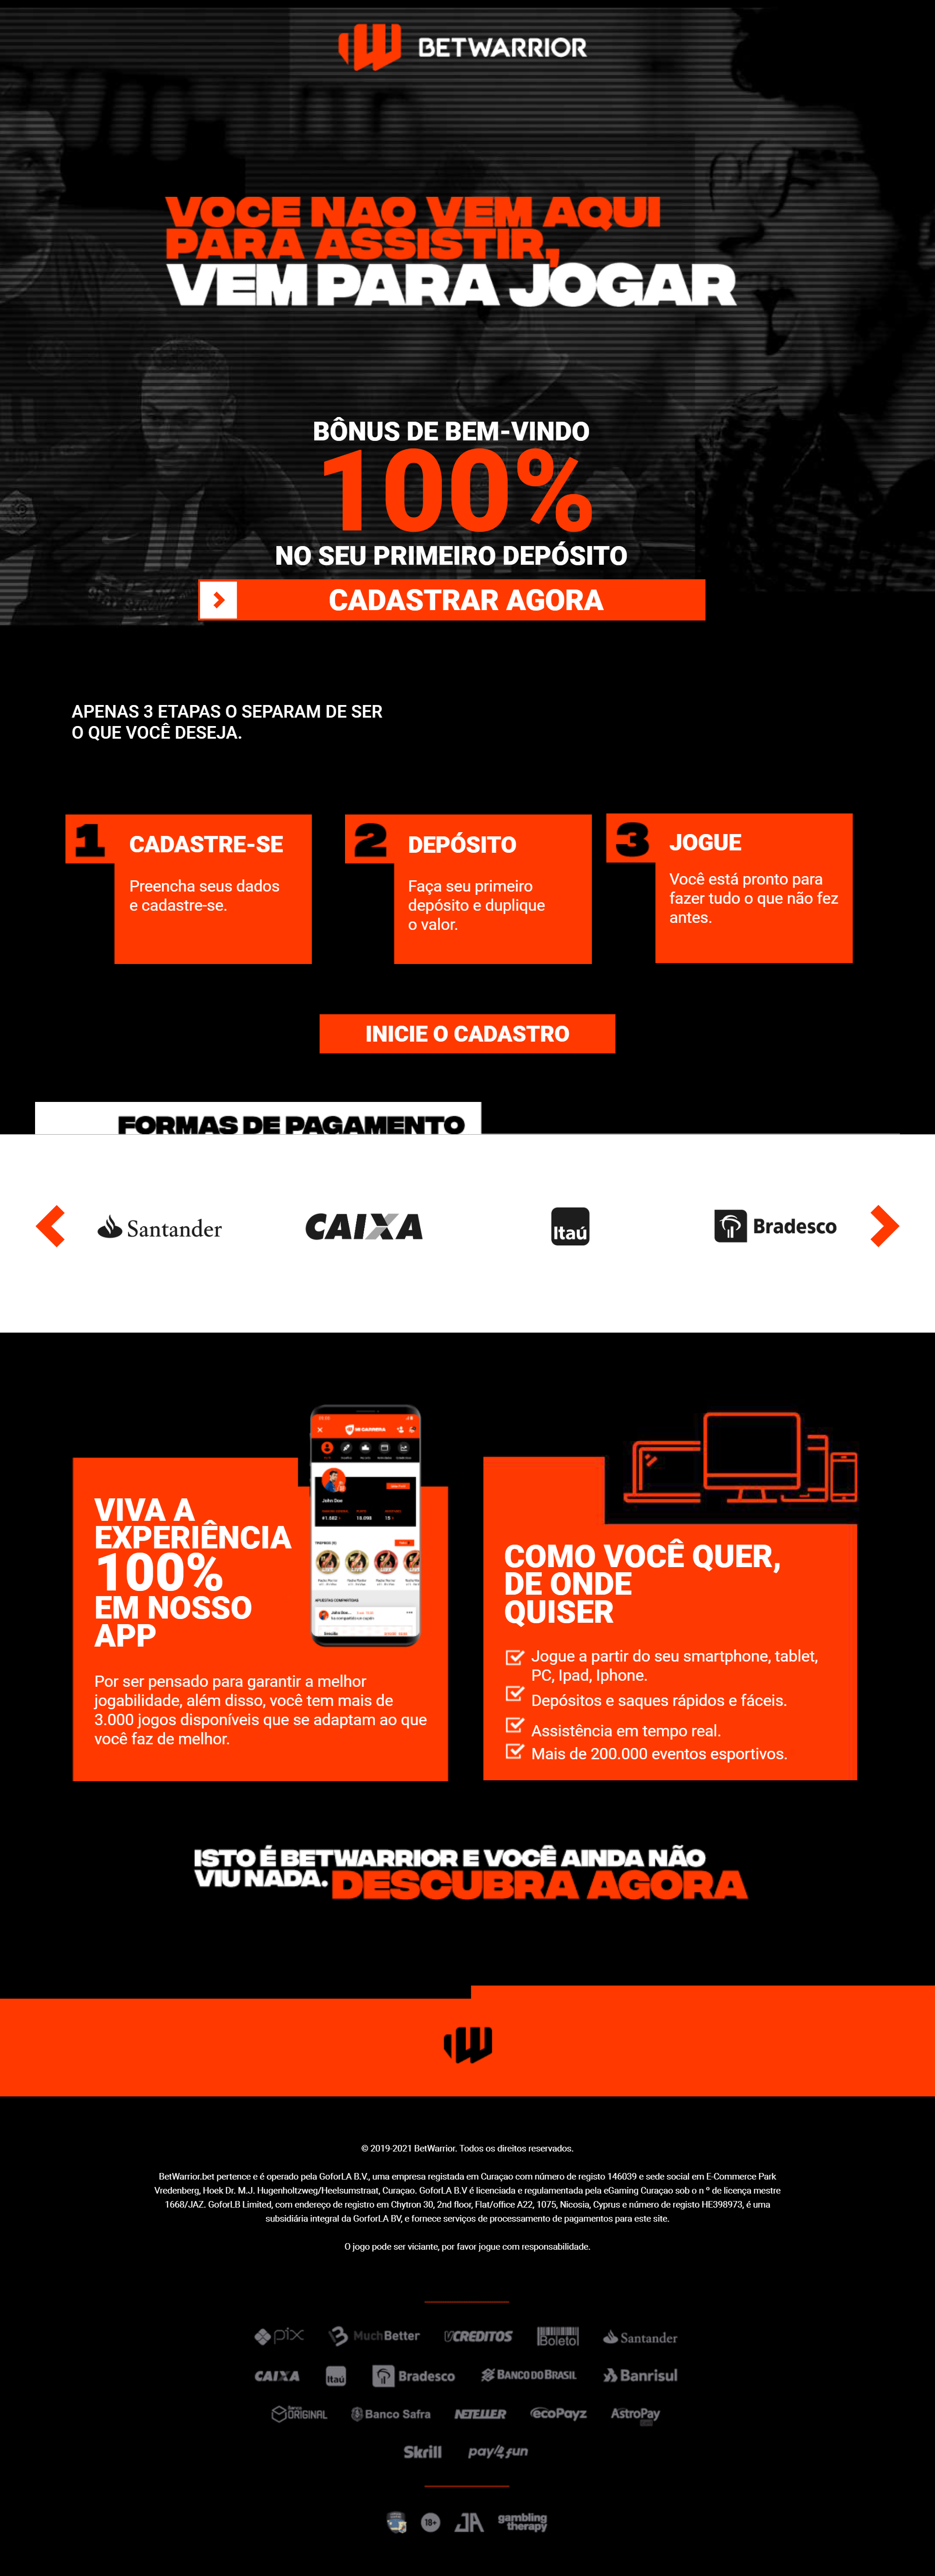 BETWARRIOR
VOCE NAO VEM AQUI
PARA ASSISTIR,
VEM PARA JOGAR
BÔNUS DE BEM-VINDO
100%
NO SEU PRIMEIRO DEPÓSITO
CADASTRAR AGORA
APENAS 3 ETAPAS O SEPARAM DE SER
O QUE VOCÊ DESEJA.
1
CADASTRE-SE
Preencha seus dados
e cadastre-se.
2
DEPÓSITO
Faça seu primeiro
depósito e duplique
o valor.
3
JOGUE
Você está pronto para
fazer tudo o que não fez
antes.
INICIE O CADASTRO
FORMAS DE PAGAMENTO
Santander
CAIXA
Itaú
Bradesco
VIVA A
EXPERIÊNCIA
100%
EM NOSSO
APP
Por ser pensado para garantir a melhor
jogabilidade, além disso, você tem mais de
3.000 jogos disponíveis que se adaptam ao que
você faz de melhor.
MI CARRERA
John Doe
COMO VOCÊ QUER,
DE ONDE
QUISER
Jogue a partir do seu smartphone, tablet,
PC, Ipad, Iphone.
Depósitos e saques rápidos e fáceis.
Assistência em tempo real.
Mais de 200.000 eventos esportivos.
ISTO É BETWARRIOR E VOCÊ AINDA NÃO
VIU NADA. DESCUBRA AGORA
© 2019-2021 BetWarrior. Todos os direitos reservados.
BetWarrior.bet pertence e é operado pela GoforLA B.V., uma empresa registada em Curaçao com número de registo 146039 e sede social em E-Commerce Park
Vredenberg, Hoek Dr. M.J. Hugenholtzweg/Heelsumstraat, Curaçao. GoforLA B.V é licenciada e regulamentada pela eGaming Curaçao sob o n º de licença mestre
1668/JAZ. GoforLB Limited, com endereço de registro em Chytron 30, 2nd floor, Flat/office A22, 1075, Nicosia, Cyprus e número de registo HE398973, é uma
subsidiária integral da GorforLA BV, e fornece serviços de processamento de pagamentos para este site.
O jogo pode ser viciante, por favor jogue com responsabilidade.
pix MuchBetter VCREDITOS Boleto Santander
CAIXA Itaú Bradesco BANCO DO BRASIL Banrisul
Banco ORIGINAL Banco Safra NETELLER ecoPayz AstroPay
Skrill pay4fun
18+ JA gambling
therapy